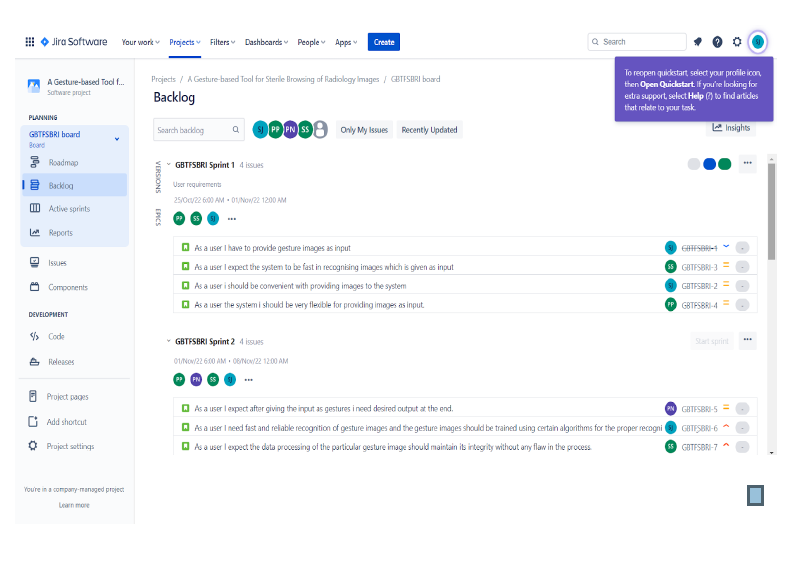 Jira Software Your work Projects Filters Dashboards People Apps Create Search SJ
To reopen quickstart, select your profile icon,
then Open Quickstart. If you're looking for
extra support, select Help (?) to find articles
that relate to your task.
A Gesture-based Tool f...
Software project
Projects / A Gesture-based Tool for Sterile Browsing of Radiology Images / GBTFSBRI board
Backlog
PLANNING
GBTFSBRI board
Board
Roadmap
Backlog
Active sprints
Reports
Issues
Components
DEVELOPMENT
Code
Releases
Project pages
Add shortcut
Project settings
You're in a company-managed project
Learn more
Search backlog SJ PP PN SS Only My Issues Recently Updated Insights
VERSIONS
EPICS
GBTFSBRI Sprint 1 4 issues •••
User requirements
25/Oct/22 6:00 AM • 01/Nov/22 12:00 AM
PP SS SJ •••
As a user I have to provide gesture images as input SJ GBTFSBRI-1 -
As a user I expect the system to be fast in recognising images which is given as input SS GBTFSBRI-3 -
As a user i should be convenient with providing images to the system SJ GBTFSBRI-2 -
As a user the system i should be very flexible for providing images as input. PP GBTFSBRI-4 -
GBTFSBRI Sprint 2 4 issues Start sprint •••
01/Nov/22 6:00 AM • 08/Nov/22 12:00 AM
PP PN SS SJ •••
As a user I expect after giving the input as gestures i need desired output at the end. PN GBTFSBRI-5 -
As a user I need fast and reliable recognition of gesture images and the gesture images should be trained using certain algorithms for the proper recogni SJ GBTFSBRI-6 -
As a user I expect the data processing of the particular gesture image should maintain its integrity without any flaw in the process. SS GBTFSBRI-7 -